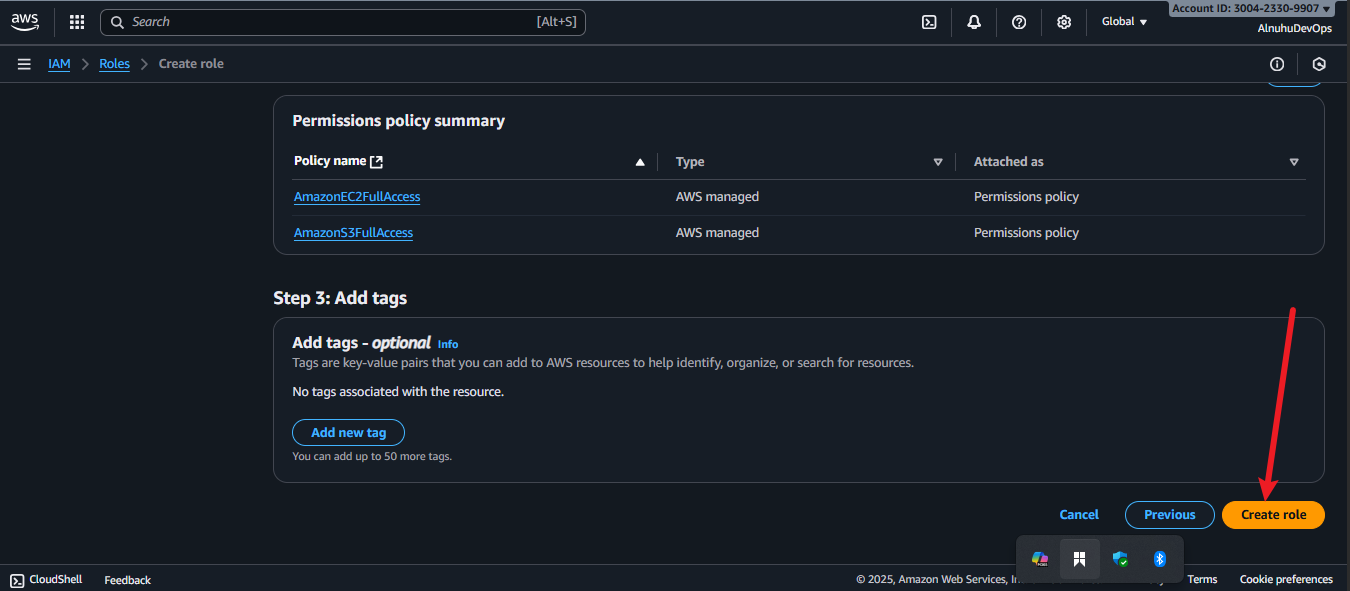 aws
Search [Alt+S]
Global
Account ID: 3004-2330-9907
AlnuhuDevOps
IAM Roles Create role
Permissions policy summary
Policy name Type Attached as
AmazonEC2FullAccess AWS managed Permissions policy
AmazonS3FullAccess AWS managed Permissions policy
Step 3: Add tags
Add tags - optional Info
Tags are key-value pairs that you can add to AWS resources to help identify, organize, or search for resources.
No tags associated with the resource.
Add new tag
You can add up to 50 more tags.
Cancel Previous Create role
CloudShell Feedback © 2025, Amazon Web Services, Terms Cookie preferences